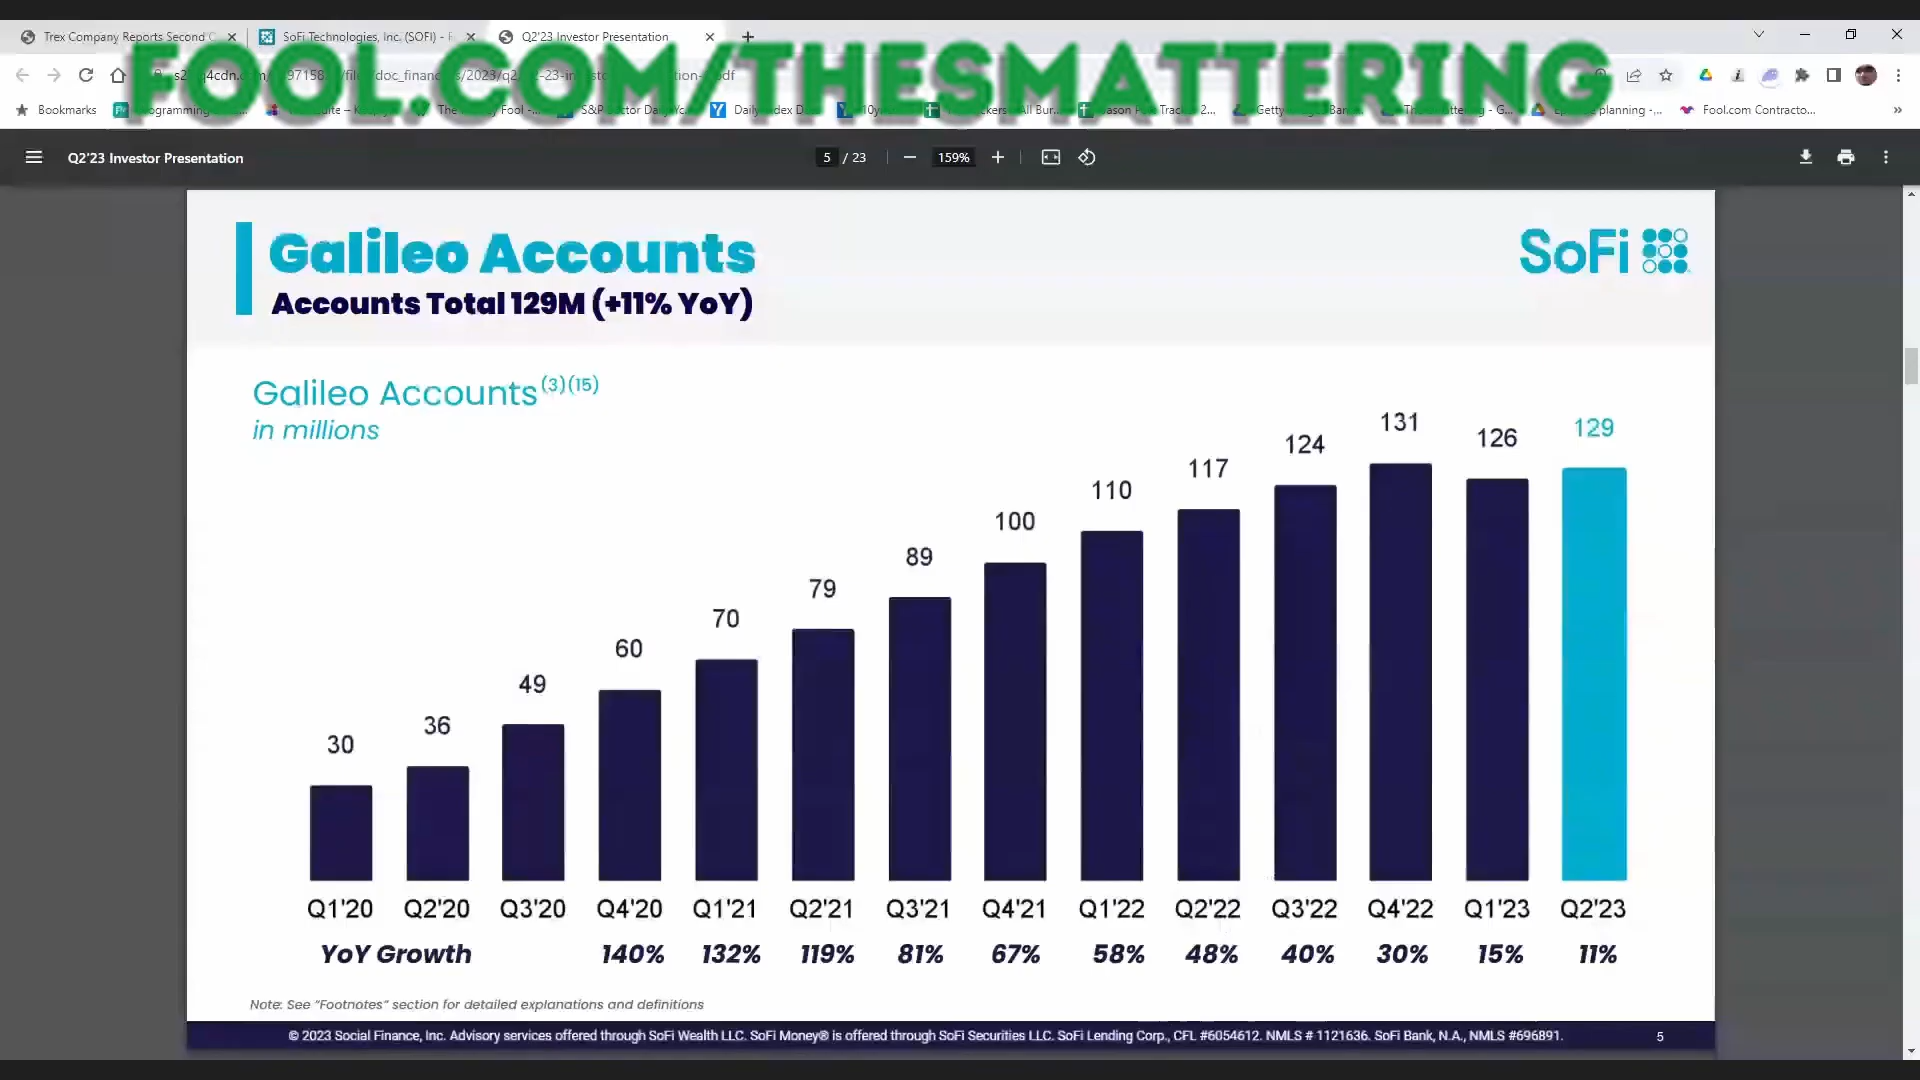 Trex Company Reports Second
SoFi Technologies, Inc. (SOFI) -
Q2'23 Investor Presentation
FOOL.COM/THESMATTERING
Bookmarks
Fool.com Contracto...
Q2'23 Investor Presentation
5 / 23
159%
Galileo Accounts
Accounts Total 129M (+11% YoY)
SoFi
Galileo Accounts(3)(15)
in millions
30 36 49 60 70 79 89 100 110 117 124 131 126 129
Q1'20 Q2'20 Q3'20 Q4'20 Q1'21 Q2'21 Q3'21 Q4'21 Q1'22 Q2'22 Q3'22 Q4'22 Q1'23 Q2'23
YoY Growth 140% 132% 119% 81% 67% 58% 48% 40% 30% 15% 11%
Note: See "Footnotes" section for detailed explanations and definitions
© 2023 Social Finance, Inc. Advisory services offered through SoFi Wealth LLC. SoFi Money® is offered through SoFi Securities LLC. SoFi Lending Corp., CFL #6054612. NMLS # 1121636. SoFi Bank, N.A., NMLS #696891.
5